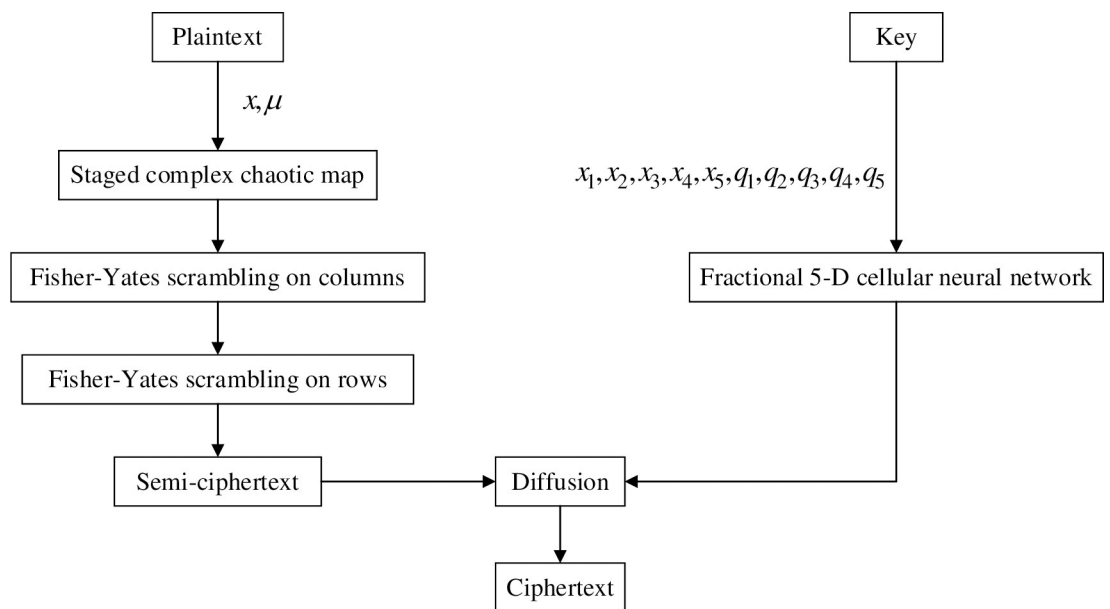 Plaintext
Key
x,μ
Staged complex chaotic map
x₁,x₂,x₃,x₄,x₅,q₁,q₂,q₃,q₄,q₅
Fisher-Yates scrambling on columns
Fractional 5-D cellular neural network
Fisher-Yates scrambling on rows
Semi-ciphertext
Diffusion
Ciphertext